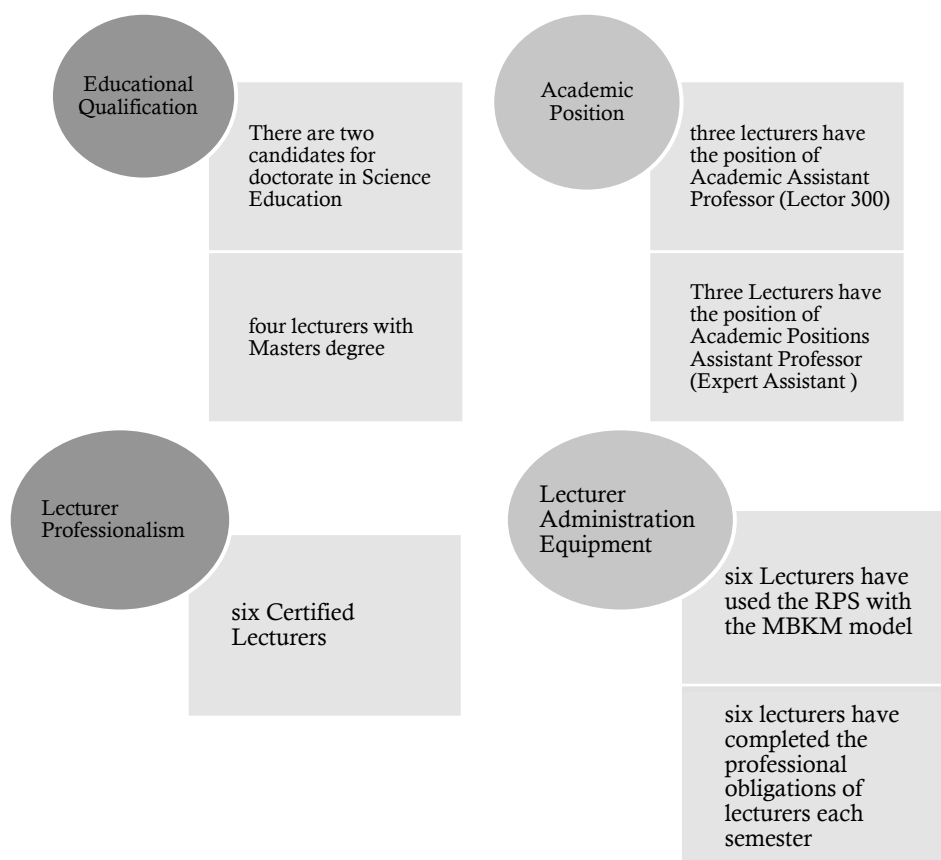 Educational
Qualification
There are two
candidates for
doctorate in Science
Education
four lecturers with
Masters degree
Academic
Position
three lecturers have
the position of
Academic Assistant
Professor (Lector 300)
Three Lecturers have
the position of
Academic Positions
Assistant Professor
(Expert Assistant )
Lecturer
Professionalism
six Certified
Lecturers
Lecturer
Administration
Equipment
six Lecturers have
used the RPS with
the MBKM model
six lecturers have
completed the
professional
obligations of
lecturers each
semester